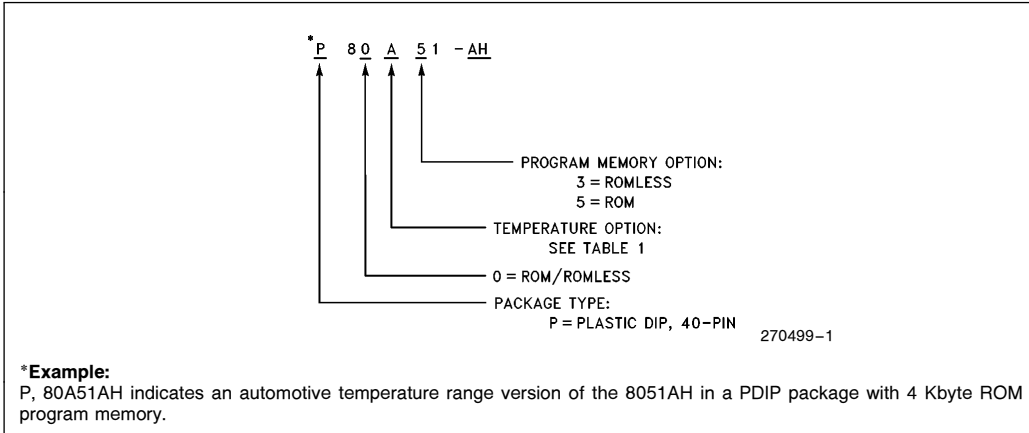 *P 80A51 -AH
PROGRAM MEMORY OPTION:
3 = ROMLESS
5 = ROM
TEMPERATURE OPTION:
SEE TABLE 1
0 = ROM/ROMLESS
PACKAGE TYPE:
P = PLASTIC DIP, 40-PIN
270499–1
*Example:
P, 80A51AH indicates an automotive temperature range version of the 8051AH in a PDIP package with 4 Kbyte ROM
program memory.